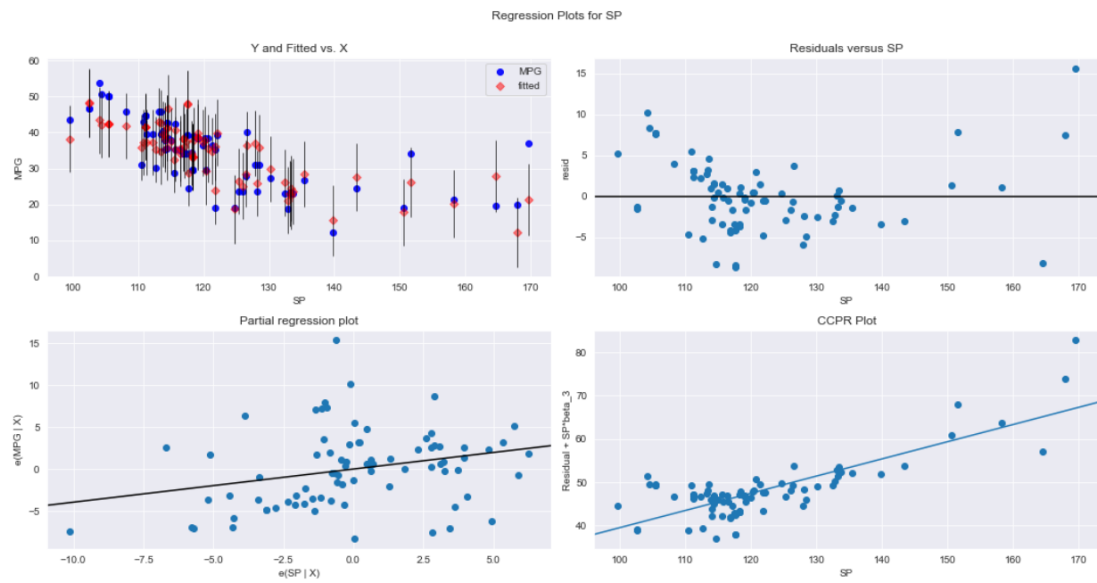 Regression Plots for SP
Y and Fitted vs. X
MPG
fitted
60
50
40
30
20
10
0
MPG
100 110 120 130 140 150 160 170
SP
Residuals versus SP
15
10
5
0
−5
resid
100 110 120 130 140 150 160 170
SP
Partial regression plot
15
10
5
0
−5
e(MPG | X)
−10.0 −7.5 −5.0 −2.5 0.0 2.5 5.0
e(SP | X)
CCPR Plot
80
70
60
50
40
Residual + SP*beta_3
100 110 120 130 140 150 160 170
SP